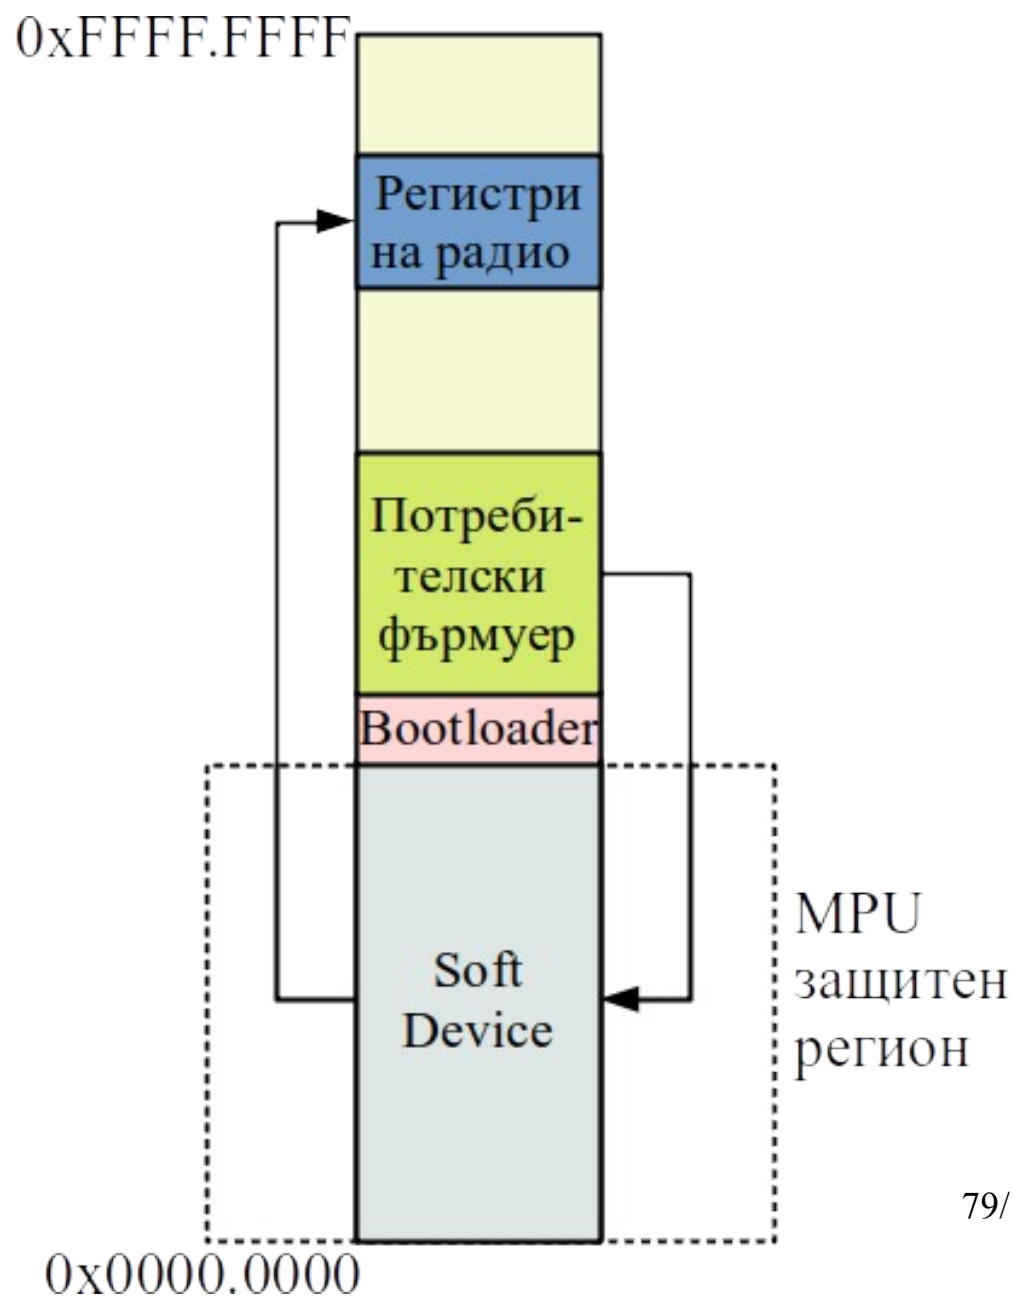 0xFFFF.FFFF
Регистри
на радио
Потреби-
телски
фърмуер
Bootloader
Soft
Device
MPU
защитен
регион
79/
0x0000.0000